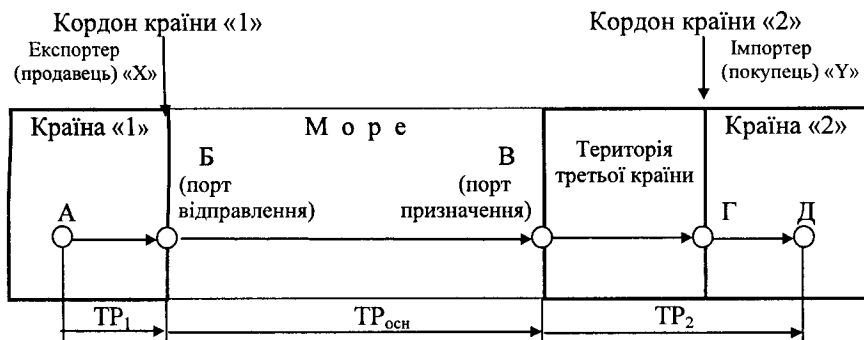 Кордон країни «1»
Кордон країни «2»
Експортер
(продавець) «X»
Імпортер
(покупець) «Y»
Країна «1»
М о р е
Країна «2»
Територія
третьої країни
Б
(порт
відправлення)
В
(порт
призначення)
А
Г
Д
ТР₁
ТРосн
ТР₂